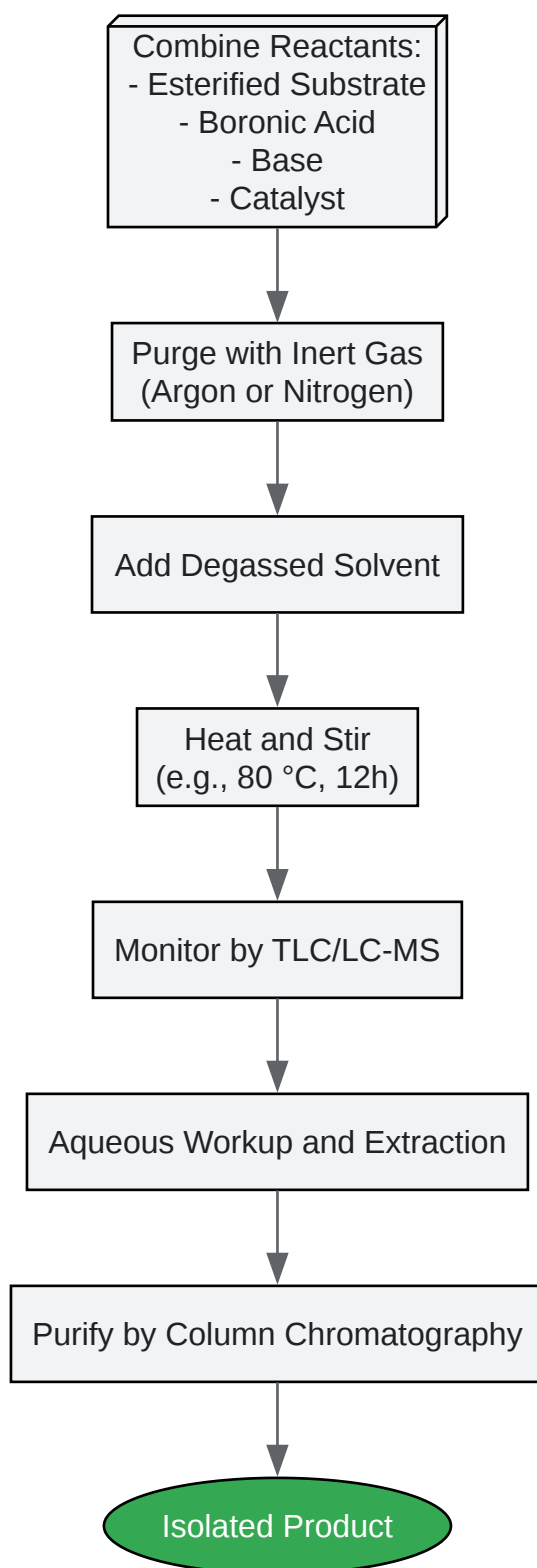 Combine Reactants:
- Esterified Substrate
- Boronic Acid
- Base
- Catalyst
Purge with Inert Gas
(Argon or Nitrogen)
Add Degassed Solvent
Heat and Stir
(e.g., 80 °C, 12h)
Monitor by TLC/LC-MS
Aqueous Workup and Extraction
Purify by Column Chromatography
Isolated Product